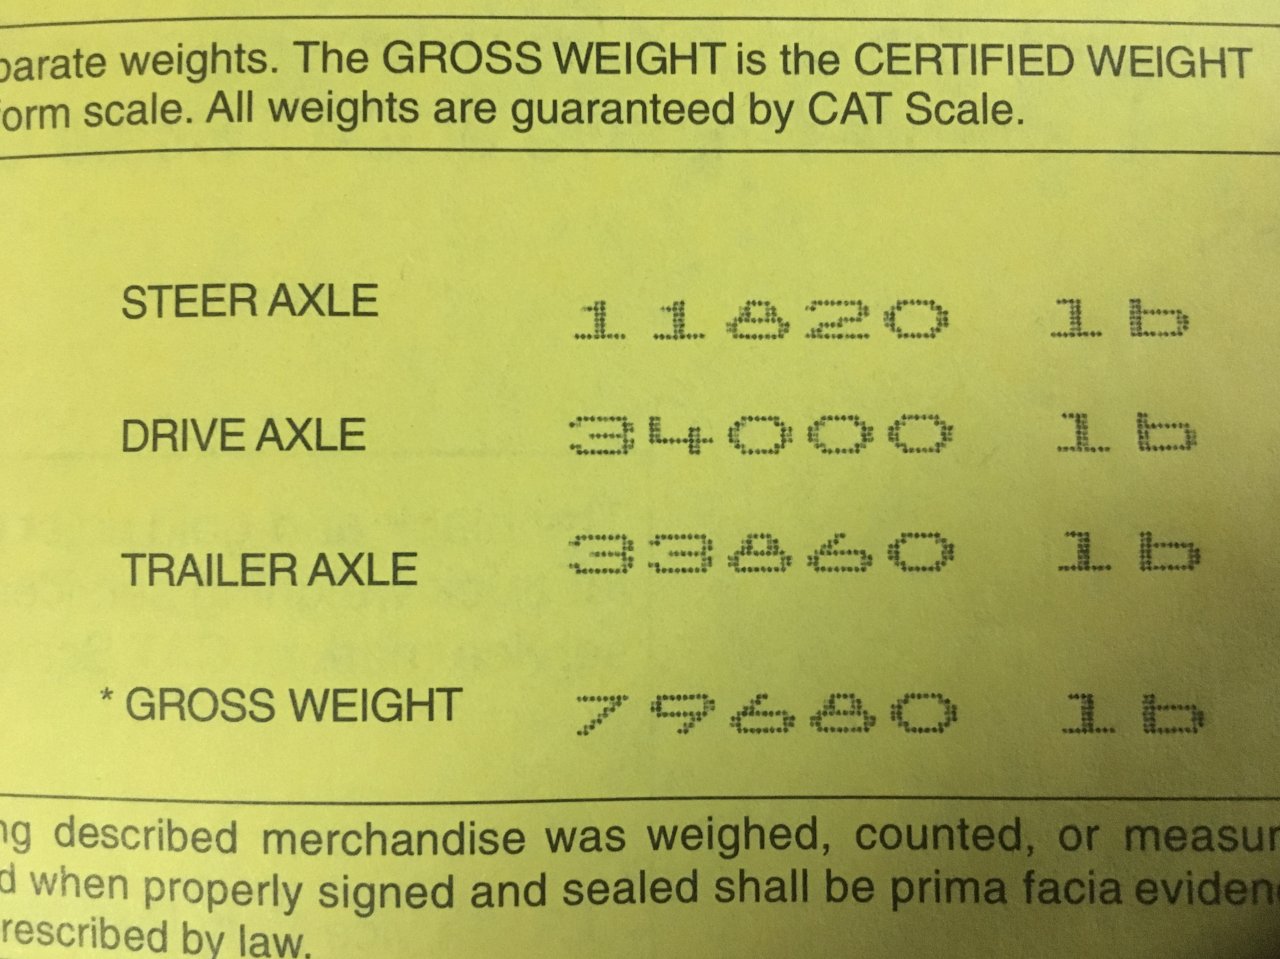 parate weights. The GROSS WEIGHT is the CERTIFIED WEIGHT
form scale. All weights are guaranteed by CAT Scale.
STEER AXLE 11820 lb
DRIVE AXLE 34000 lb
TRAILER AXLE 33860 lb
* GROSS WEIGHT 79680 lb
ng described merchandise was weighed, counted, or measur
d when properly signed and sealed shall be prima facia evidenc
rescribed by law.